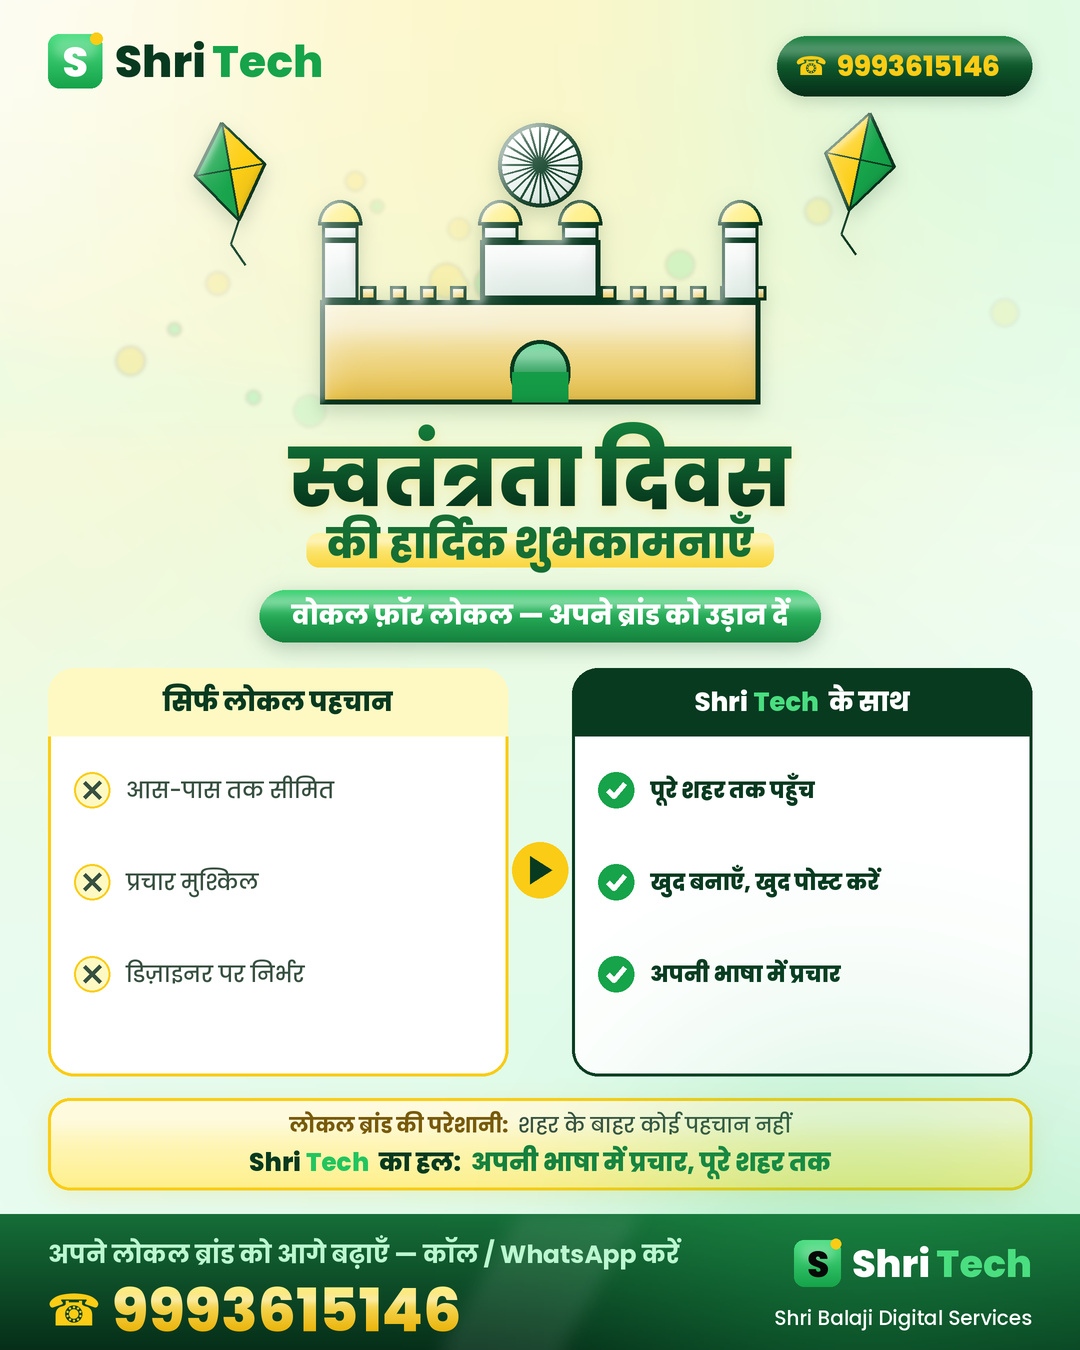 S Shri Tech
☎ 9993615146
स्वतंत्रता दिवस
की हार्दिक शुभकामनाएँ
वोकल फ़ॉर लोकल — अपने ब्रांड को उड़ान दें
सिर्फ लोकल पहचान
आस-पास तक सीमित
प्रचार मुश्किल
डिज़ाइनर पर निर्भर
Shri Tech के साथ
पूरे शहर तक पहुँच
खुद बनाएँ, खुद पोस्ट करें
अपनी भाषा में प्रचार
लोकल ब्रांड की परेशानी: शहर के बाहर कोई पहचान नहीं
Shri Tech का हल: अपनी भाषा में प्रचार, पूरे शहर तक
अपने लोकल ब्रांड को आगे बढ़ाएँ — कॉल / WhatsApp करें
☎ 9993615146
S Shri Tech
Shri Balaji Digital Services